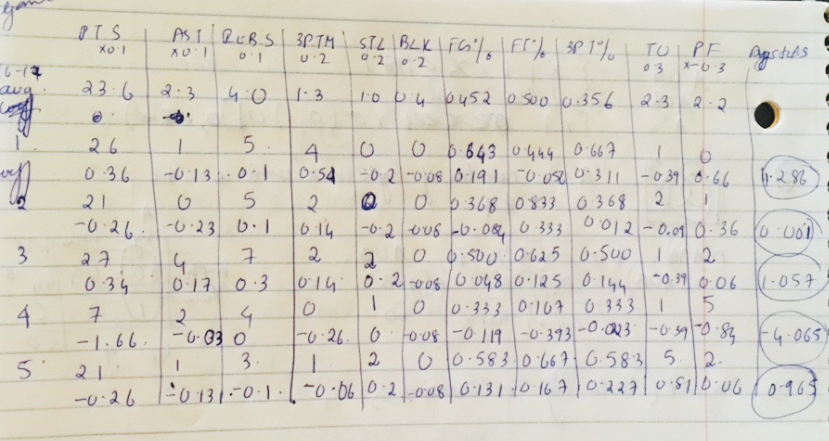 PTS AST REBS 3PTM STL BLK FG% FT% 3PT% TO PF
x0.1 x0.1 0.1 0.2 0.2 0.2 0.3 x-0.3
6-17
avg. 23.6 2.3 4.0 1.3 1.0 0.4 0.452 0.500 0.356 2.3 2.2
1. 26 1 5. 4 0 0 0.643 0.444 0.667 1 0
0.36 -0.13 0.1 0.54 -0.2 -0.08 0.191 -0.056 0.311 -0.39 0.66 1.286
2 21 0 5 2 0 0 0.368 0.833 0.368 2 1
-0.26 -0.23 0.1 0.14 -0.2 -0.08 -0.084 0.333 0.012 -0.09 0.36 0.001
3 27 4 7 2 2 0 0.500 0.625 0.500 1 2
0.34 0.17 0.3 0.14 0.2 -0.08 0.048 0.125 0.144 -0.39 0.06 1.057
4 7 2 4 0 1 0 0.333 0.167 0.333 1 5
-1.66. -0.03 0 -0.26. 0 -0.08 -0.119 -0.393 -0.023 -0.39 -0.84 -4.065
5 21 1 3. 1 2 0 0.583 0.667 0.583 5. 2.
-0.26 -0.13 -0.1. -0.06 0.2 -0.08 0.131 0.167 0.227 0.81 0.06 0.965